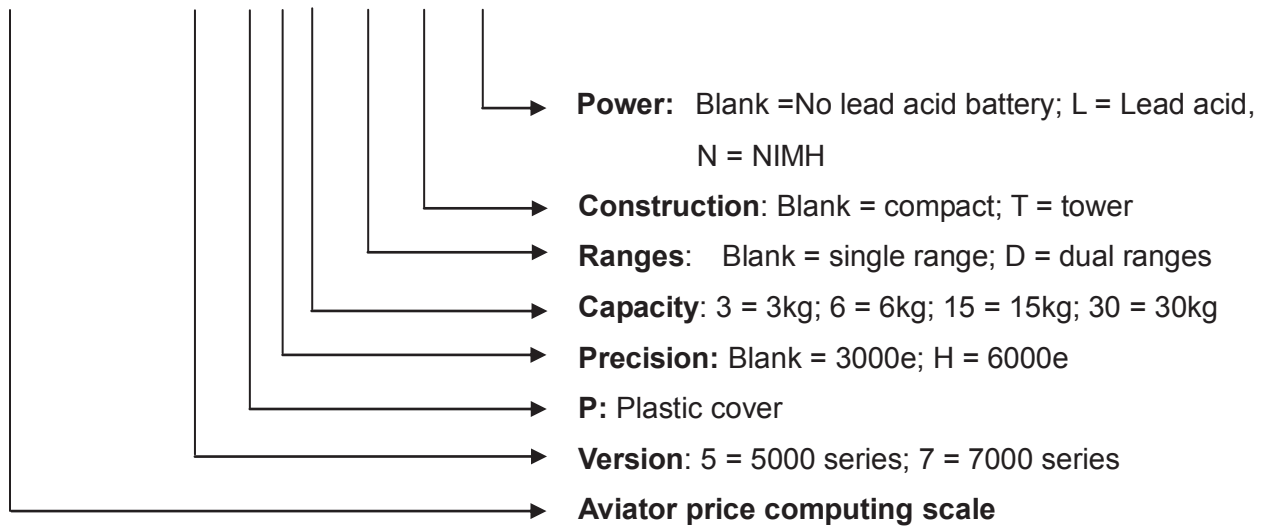 Power: Blank =No lead acid battery; L = Lead acid,
N = NIMH
Construction: Blank = compact; T = tower
Ranges: Blank = single range; D = dual ranges
Capacity: 3 = 3kg; 6 = 6kg; 15 = 15kg; 30 = 30kg
Precision: Blank = 3000e; H = 6000e
P: Plastic cover
Version: 5 = 5000 series; 7 = 7000 series
Aviator price computing scale